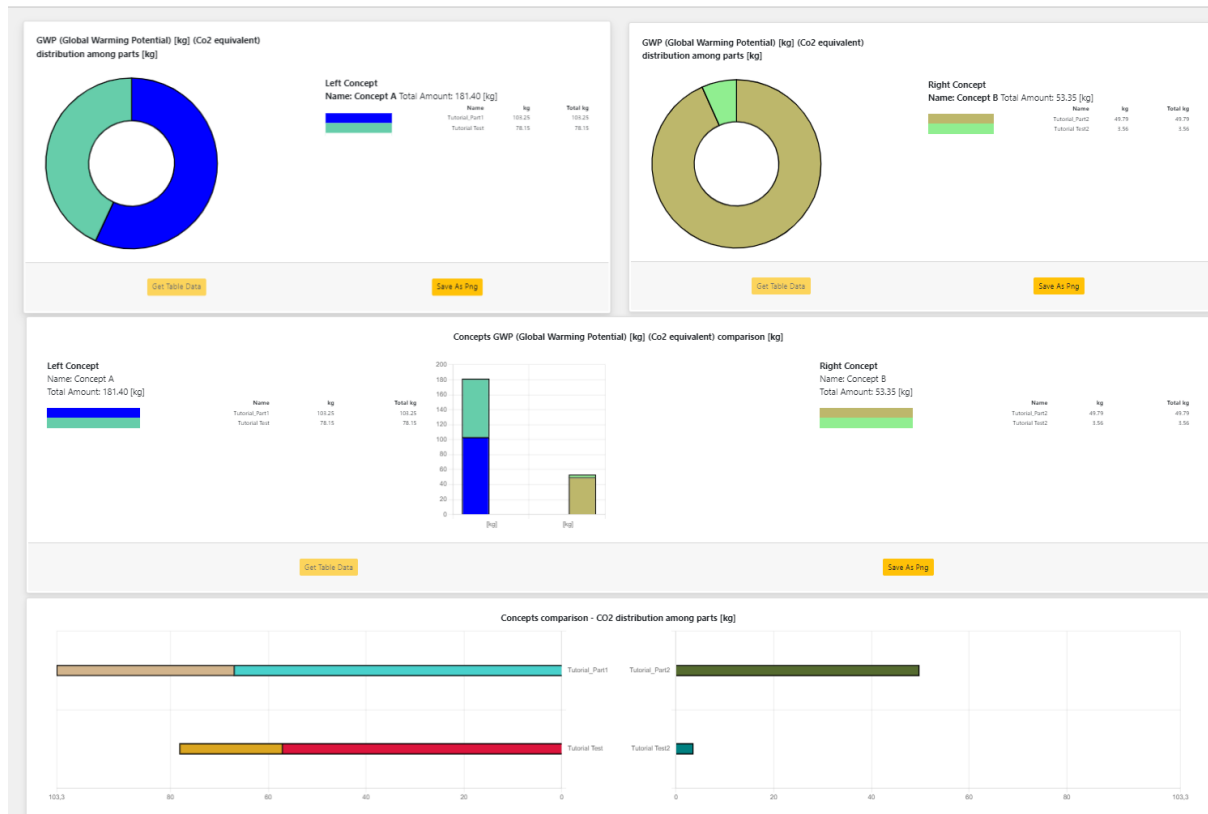 GWP (Global Warming Potential) [kg] (Co2 equivalent)
distribution among parts [kg]
Left Concept
Name: Concept A Total Amount: 181.40 [kg]
Name kg Total kg
Tutorial_Part1 103.25 103.25
Tutorial Test 78.15 78.15
Get Table Data Save As Png
GWP (Global Warming Potential) [kg] (Co2 equivalent)
distribution among parts [kg]
Right Concept
Name: Concept B Total Amount: 53.35 [kg]
Name kg Total kg
Tutorial_Part2 49.79 49.79
Tutorial Test2 3.56 3.56
Get Table Data Save As Png
Concepts GWP (Global Warming Potential) [kg] (Co2 equivalent) comparison [kg]
Left Concept
Name: Concept A
Total Amount: 181.40 [kg]
Name kg Total kg
Tutorial_Part1 103.25 103.25
Tutorial Test 78.15 78.15
200
180
160
140
120
100
80
60
40
20
0
[kg] [kg]
Right Concept
Name: Concept B
Total Amount: 53.35 [kg]
Name kg Total kg
Tutorial_Part2 49.79 49.79
Tutorial Test2 3.56 3.56
Get Table Data Save As Png
Concepts comparison - CO2 distribution among parts [kg]
Tutorial_Part1 Tutorial_Part2
Tutorial Test Tutorial Test2
103,3 80 60 40 20 0 0 20 40 60 80 103,3